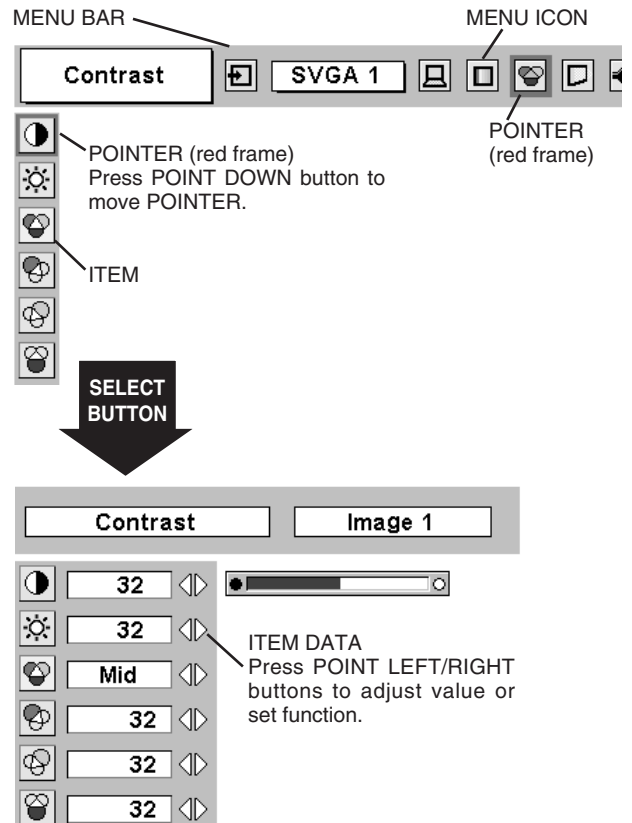 MENU BAR
MENU ICON
Contrast
SVGA 1
POINTER
(red frame)
POINTER (red frame)
Press POINT DOWN button to
move POINTER.
ITEM
SELECT
BUTTON
Contrast
Image 1
32
32
ITEM DATA
Press POINT LEFT/RIGHT
buttons to adjust value or
set function.
Mid
32
32
32